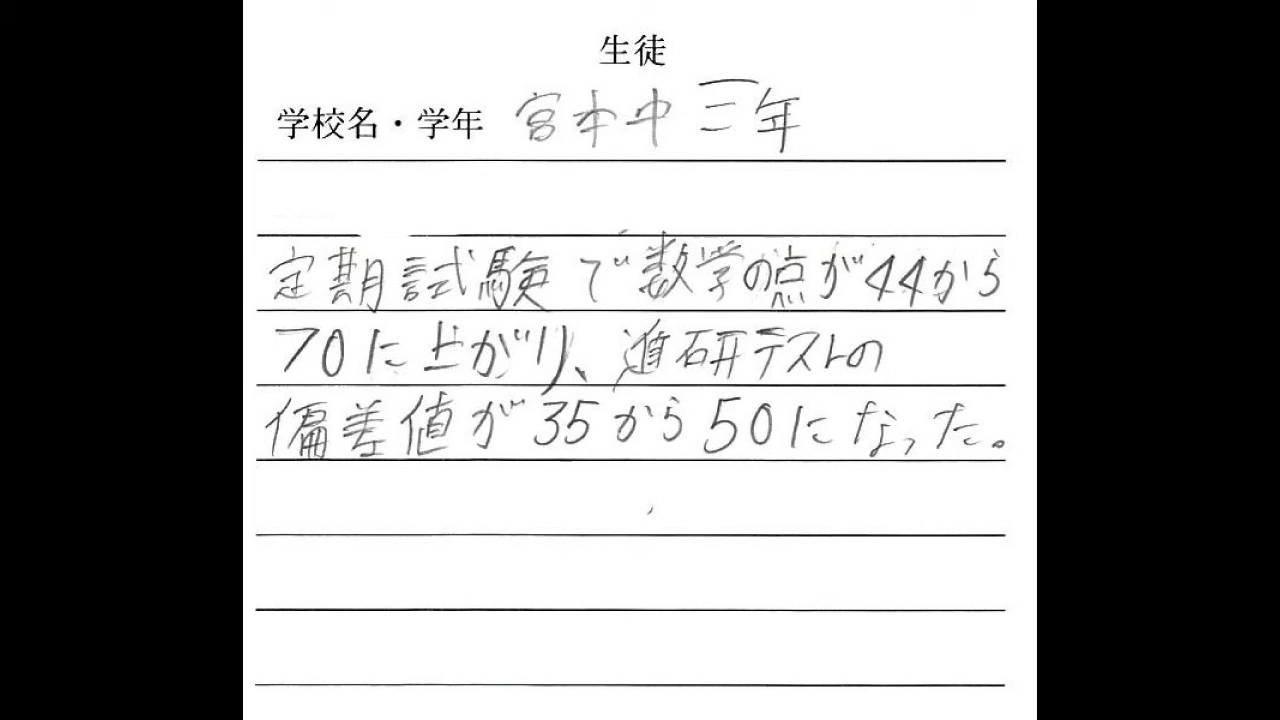 生徒
学校名・学年 宮本中 三年
定期試験で数学の点が44から
70に上がり、進研テストの
偏差値が35から50になった。